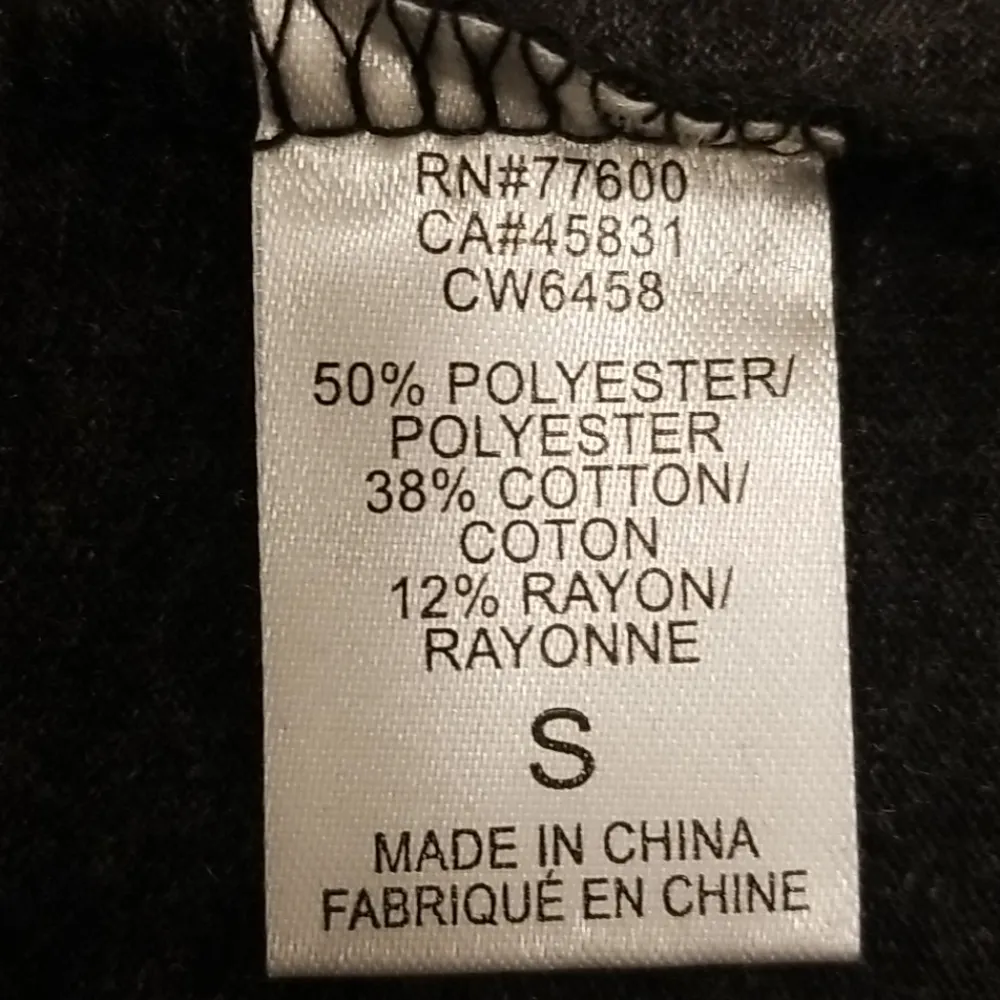 RN#77600
CA#45831
CW6458
50% POLYESTER/
POLYESTER
38% COTTON/
COTON
12% RAYON/
RAYONNE
S
MADE IN CHINA
FABRIQUÉ EN CHINE